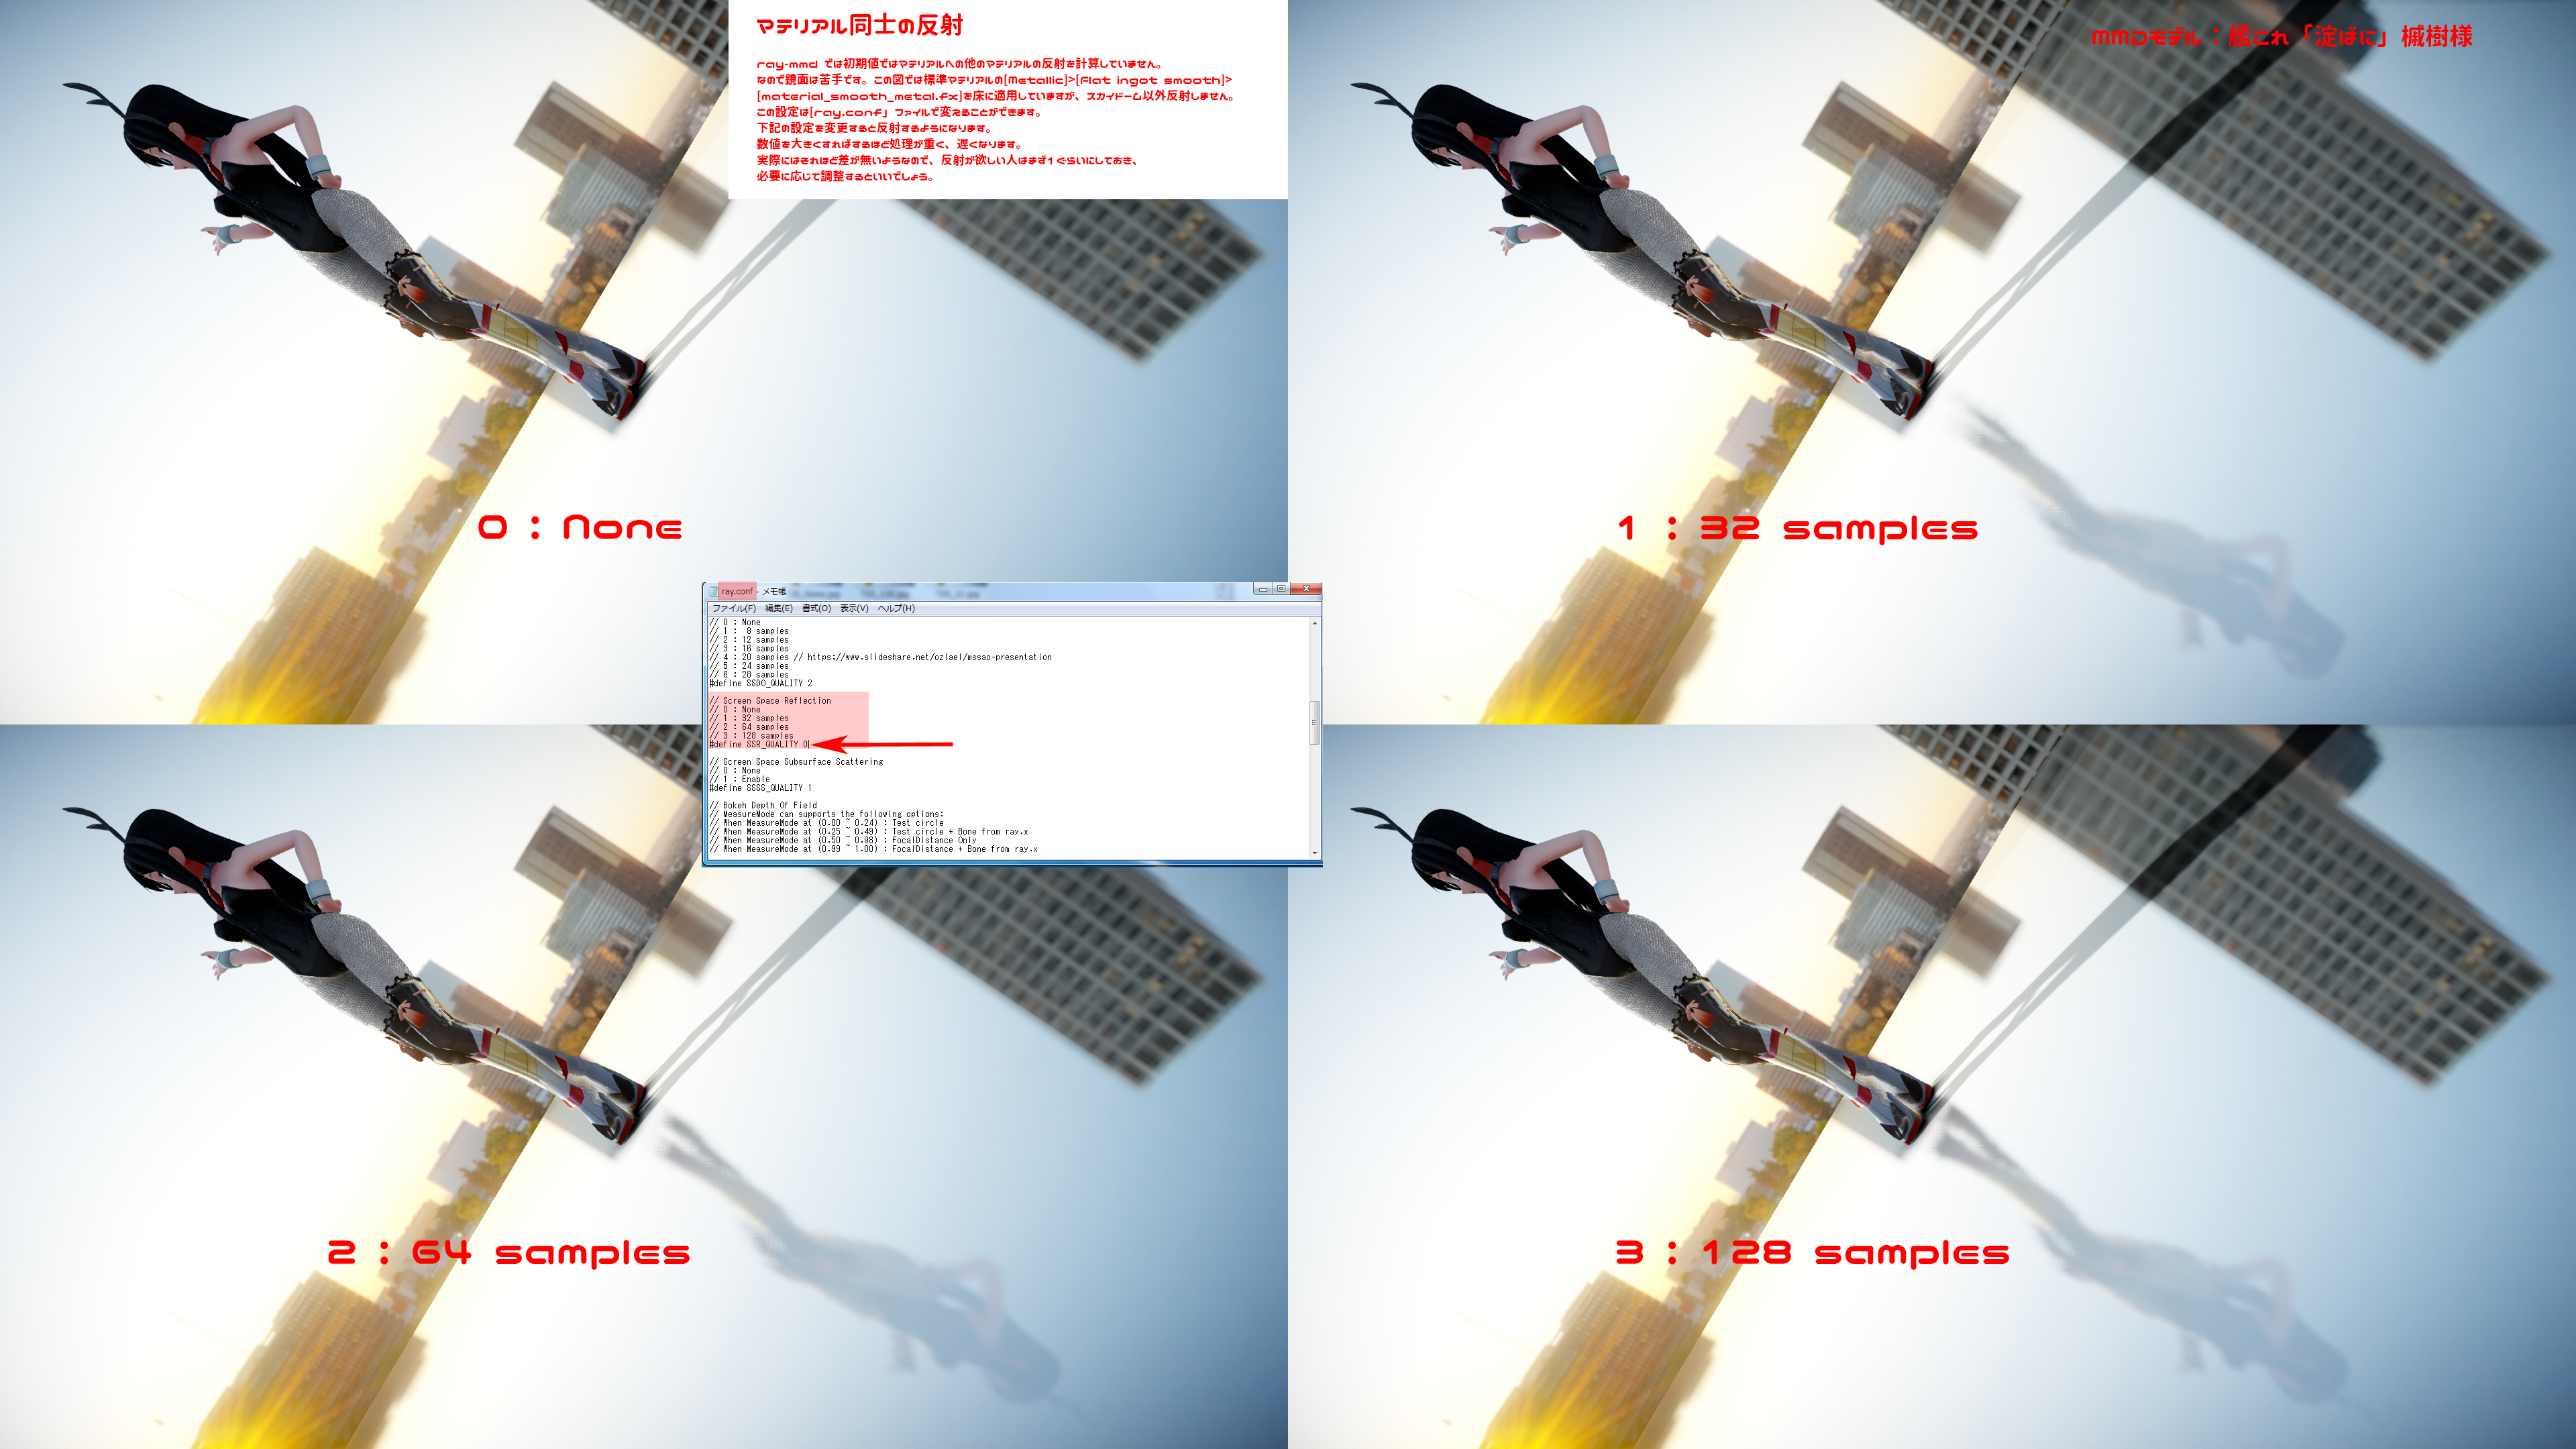 マテリアル同士の反射
ray-mmd では初期値ではマテリアルへの他のマテリアルの反射を計算していません。
なので鏡面は苦手です。この図では標準マテリアルの[Metallic]>[Flat ingot smooth]>
[material_smooth_metal.fx]を床に適用していますが、スカイドーム以外反射しません。
この設定は[ray.conf」ファイルで変えることができます。
下記の設定を変更すると反射するようになります。
数値を大きくすればするほど処理が重く、遅くなります。
実際にはそれほど差が無いようなので、反射が欲しい人はまず1ぐらいにしておき、
必要に応じて調整するといいでしょう。
MMDモデル：艦これ「淀ばに」槭樹様
0 : None
1 : 32 samples
ray.conf - メモ帳
ファイル(F) 編集(E) 書式(O) 表示(V) ヘルプ(H)
// 0 : None
// 1 :  8 samples
// 2 : 12 samples
// 3 : 16 samples
// 4 : 20 samples // https://www.slideshare.net/ozlael/mssao-presentation
// 5 : 24 samples
// 6 : 28 samples
#define SSDO_QUALITY 2
// Screen Space Reflection
// 0 : None
// 1 : 32 samples
// 2 : 64 samples
// 3 : 128 samples
#define SSR_QUALITY 0
// Screen Space Subsurface Scattering
// 0 : None
// 1 : Enable
#define SSSS_QUALITY 1
// Bokeh Depth Of Field
// MeasureMode can supports the following options:
// When MeasureMode at (0.00 ~ 0.24) : Test circle
// When MeasureMode at (0.25 ~ 0.49) : Test circle + Bone from ray.x
// When MeasureMode at (0.50 ~ 0.98) : FocalDistance Only
// When MeasureMode at (0.99 ~ 1.00) : FocalDistance + Bone from ray.x
2 : 64 samples
3 : 128 samples